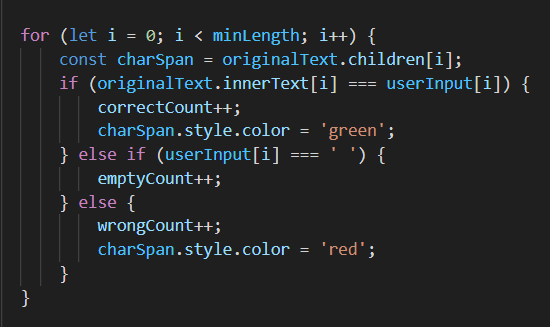 for (let i = 0; i < minLength; i++) {
    const charSpan = originalText.children[i];
    if (originalText.innerText[i] === userInput[i]) {
        correctCount++;
        charSpan.style.color = 'green';
    } else if (userInput[i] === ' ') {
        emptyCount++;
    } else {
        wrongCount++;
        charSpan.style.color = 'red';
    }
}